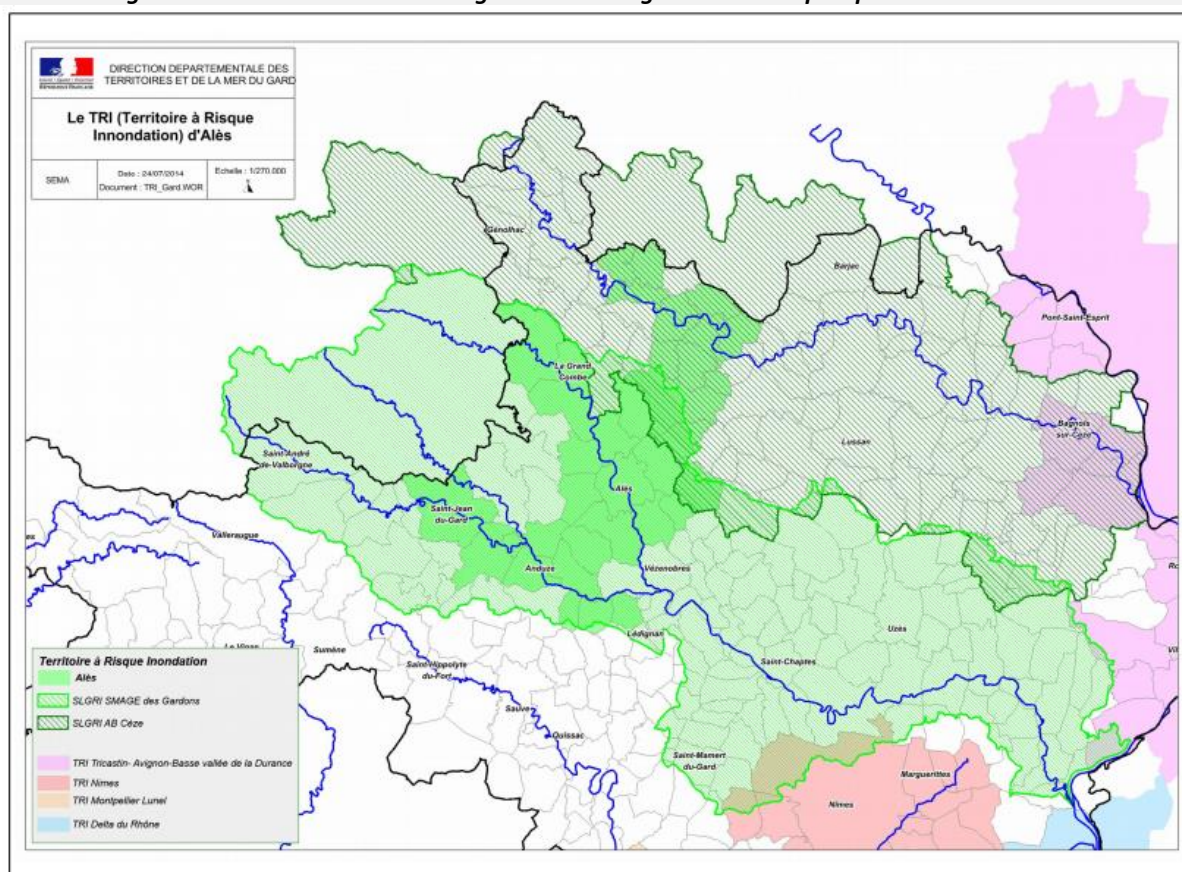 DIRECTION DEPARTEMENTALE DES
TERRITOIRES ET DE LA MER DU GARD
Le TRI (Territoire à Risque
Innondation) d'Alès
SEMA
Date : 24/07/2014
Document : TRI_Gard.WOR
Echelle : 1/270.000
Génolhac
Barjac
Pont-Saint-Esprit
La Grand
Combe
Bagnols
sur-Cèze
Lussan
Saint-André
de-Valborgne
Alès
Saint-Jean
du-Gard
Valleraugue
Anduze
Vézenobres
Uzès
Lédignan
Sumène
Saint-Hippolyte
du-Fort
Saint-Chaptes
Sauve
Quissac
Saint-Mamert
du-Gard
Marguerittes
Nîmes
Territoire à Risque Inondation
Alès
SLGRI SMAGE des Gardons
SLGRI AB Cèze
TRI Tricastin- Avignon-Basse vallée de la Durance
TRI Nimes
TRI Montpellier Lunel
TRI Delta du Rhône